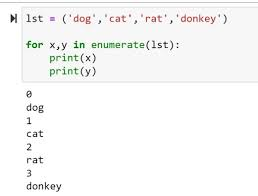 lst = ('dog','cat','rat','donkey')
for x,y in enumerate(lst):
    print(x)
    print(y)
0
dog
1
cat
2
rat
3
donkey